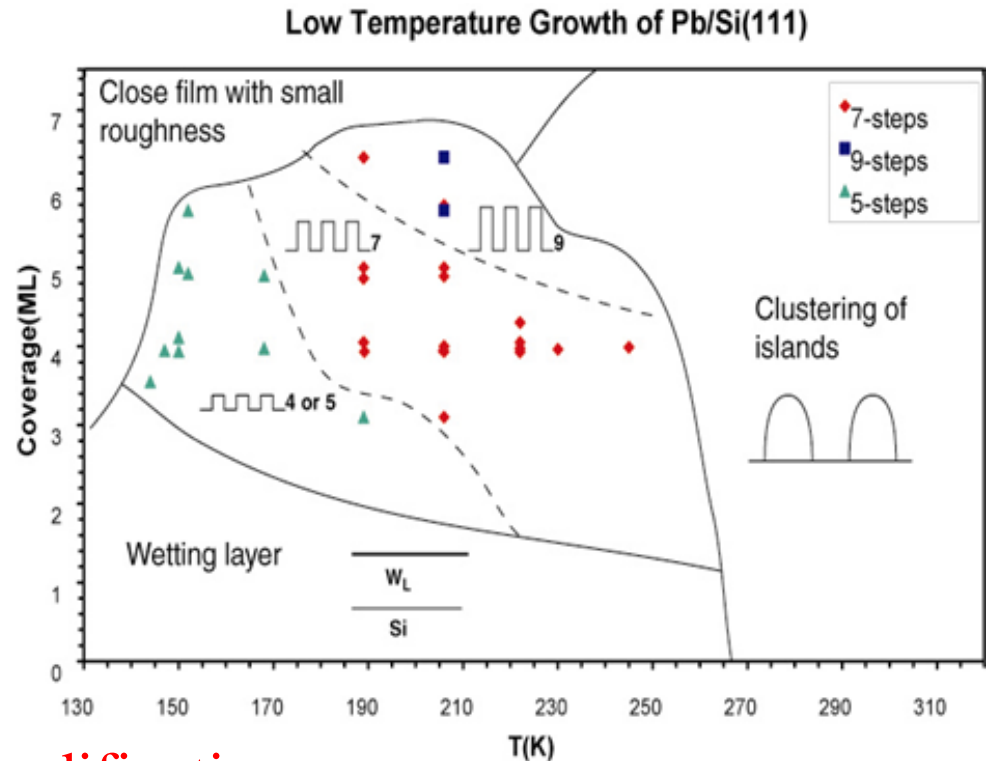 Low Temperature Growth of Pb/Si(111)
Close film with small
roughness
7-steps
9-steps
5-steps
7
9
4 or 5
Clustering of
islands
Wetting layer
W_L
Si
Coverage(ML)
7
6
5
4
3
2
1
0
130 150 170 190 210 230 250 270 290 310
T(K)